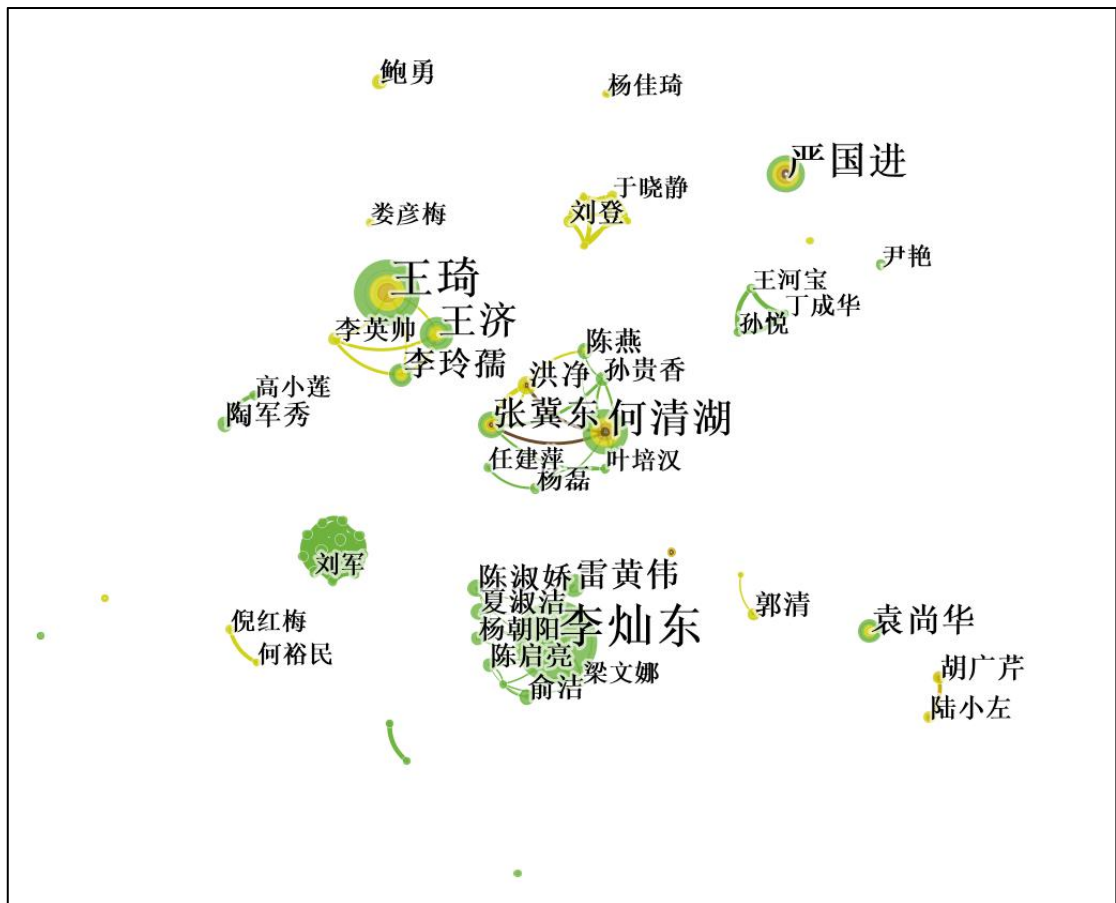 鲍勇
杨佳琦
严国进
于晓静
刘登
娄彦梅
尹艳
王琦
王河宝
丁成华
孙悦
李英帅
王济
陈燕
李玲孺
洪净
孙贵香
高小莲
陶军秀
张冀东
何清湖
任建萍
叶培汉
杨磊
刘军
陈淑娇
雷黄伟
夏淑洁
郭清
倪红梅
杨朝阳
李灿东
袁尚华
何裕民
陈启亮
梁文娜
胡广芹
俞洁
陆小左